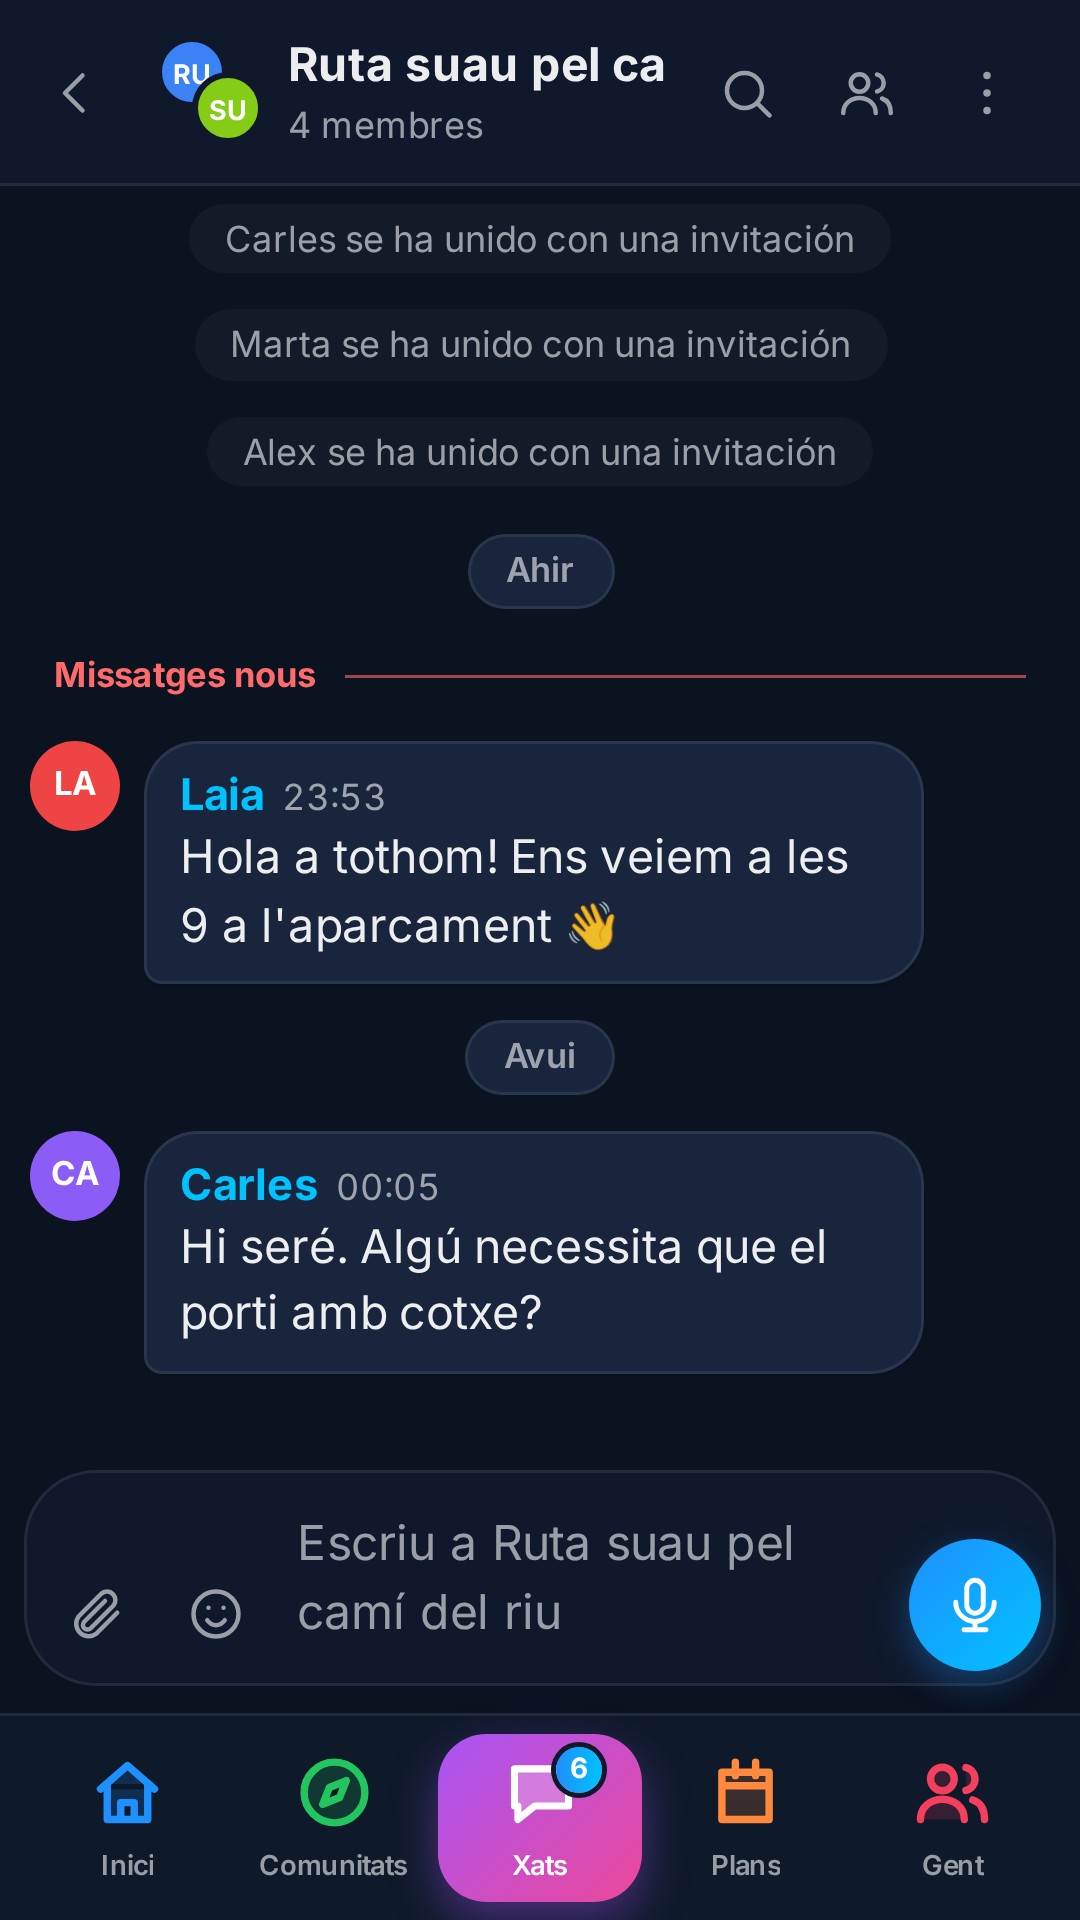 RU
SU
Ruta suau pel ca
4 membres
Carles se ha unido con una invitación
Marta se ha unido con una invitación
Alex se ha unido con una invitación
Ahir
Missatges nous
LA
Laia 23:53
Hola a tothom! Ens veiem a les
9 a l'aparcament 👋
Avui
CA
Carles 00:05
Hi seré. Algú necessita que el
porti amb cotxe?
Escriu a Ruta suau pel
camí del riu
6
Inici
Comunitats
Xats
Plans
Gent